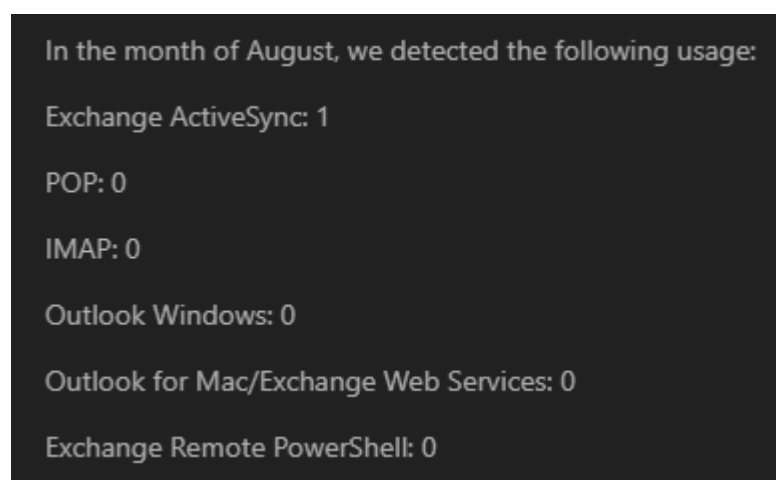 In the month of August, we detected the following usage:
Exchange ActiveSync: 1
POP: 0
IMAP: 0
Outlook Windows: 0
Outlook for Mac/Exchange Web Services: 0
Exchange Remote PowerShell: 0